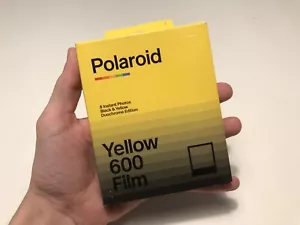 Polaroid
8 Instant Photos
Black & Yellow
Duochrome Edition
Yellow
600
Film